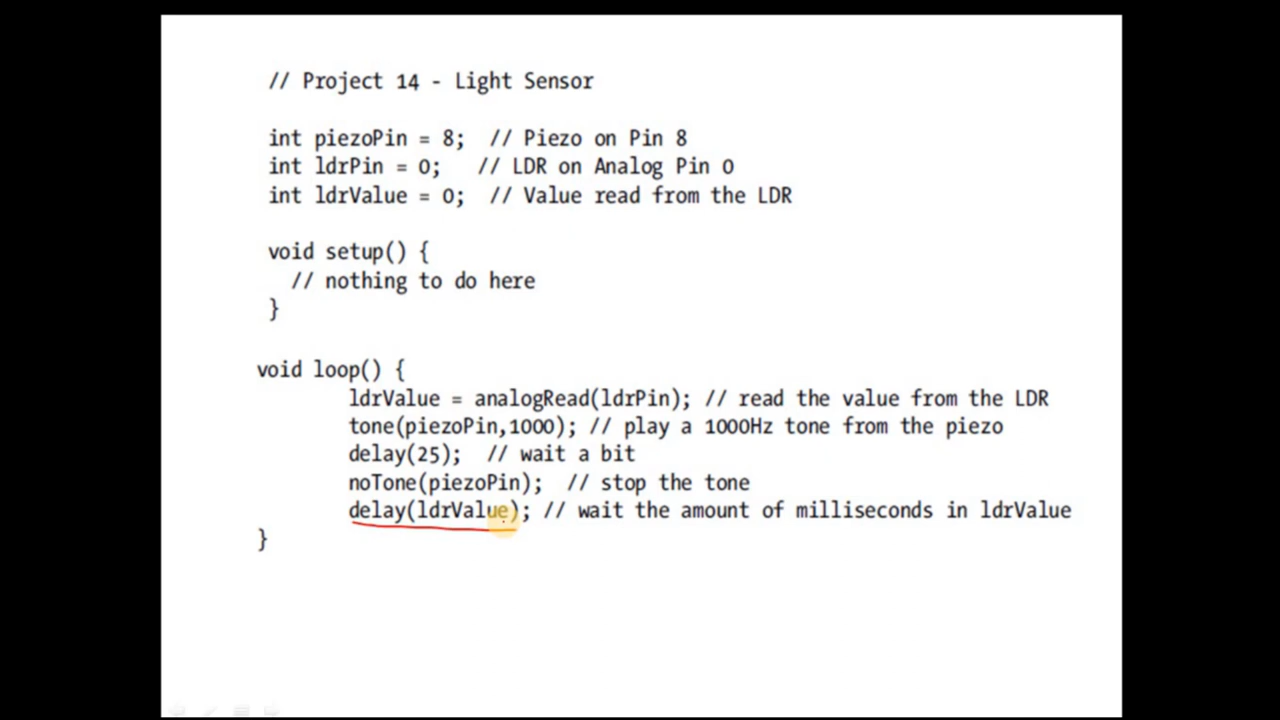 // Project 14 - Light Sensor
int piezoPin = 8;  // Piezo on Pin 8
int ldrPin = 0;   // LDR on Analog Pin 0
int ldrValue = 0;  // Value read from the LDR
void setup() {
  // nothing to do here
}
void loop() {
        ldrValue = analogRead(ldrPin); // read the value from the LDR
        tone(piezoPin,1000); // play a 1000Hz tone from the piezo
        delay(25);  // wait a bit
        noTone(piezoPin);  // stop the tone
        delay(ldrValue); // wait the amount of milliseconds in ldrValue
}